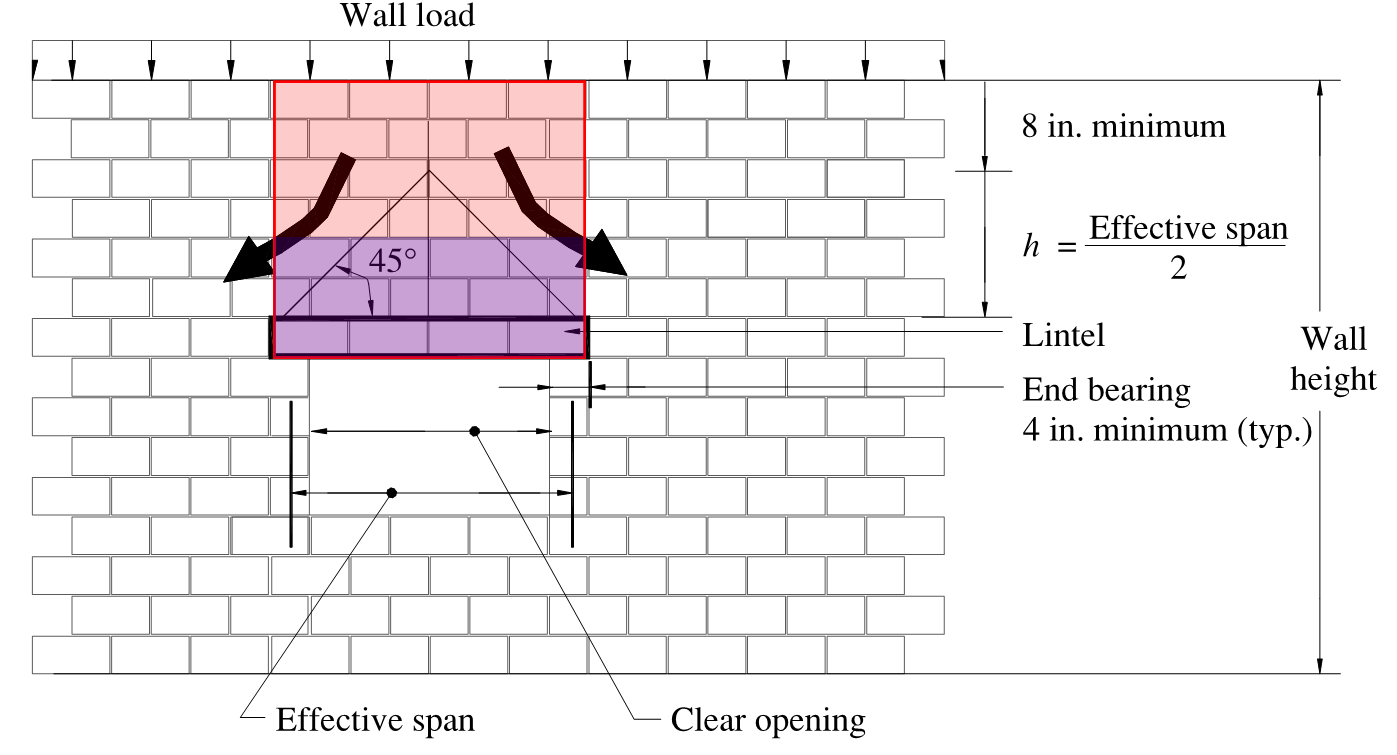 Wall load
8 in. minimum
45°
h = Effective span
2
Lintel
Wall
height
End bearing
4 in. minimum (typ.)
Effective span
Clear opening